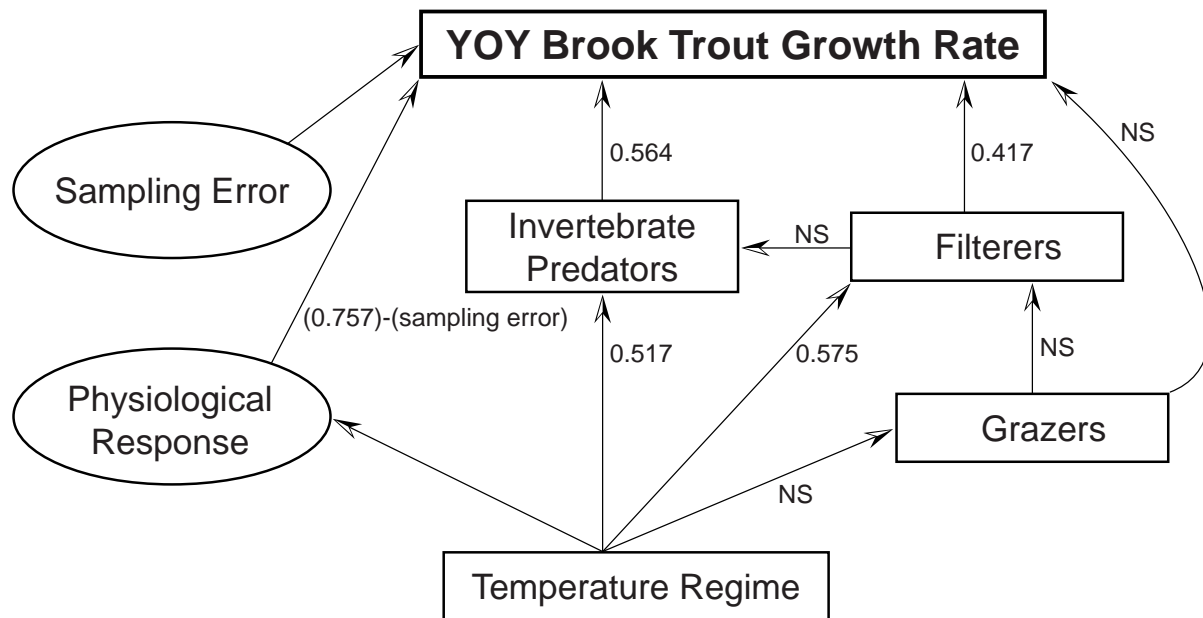 YOY Brook Trout Growth Rate
NS
0.564
0.417
Sampling Error
Invertebrate
Predators
NS
Filterers
(0.757)-(sampling error)
0.517
0.575
NS
Physiological
Response
Grazers
NS
Temperature Regime